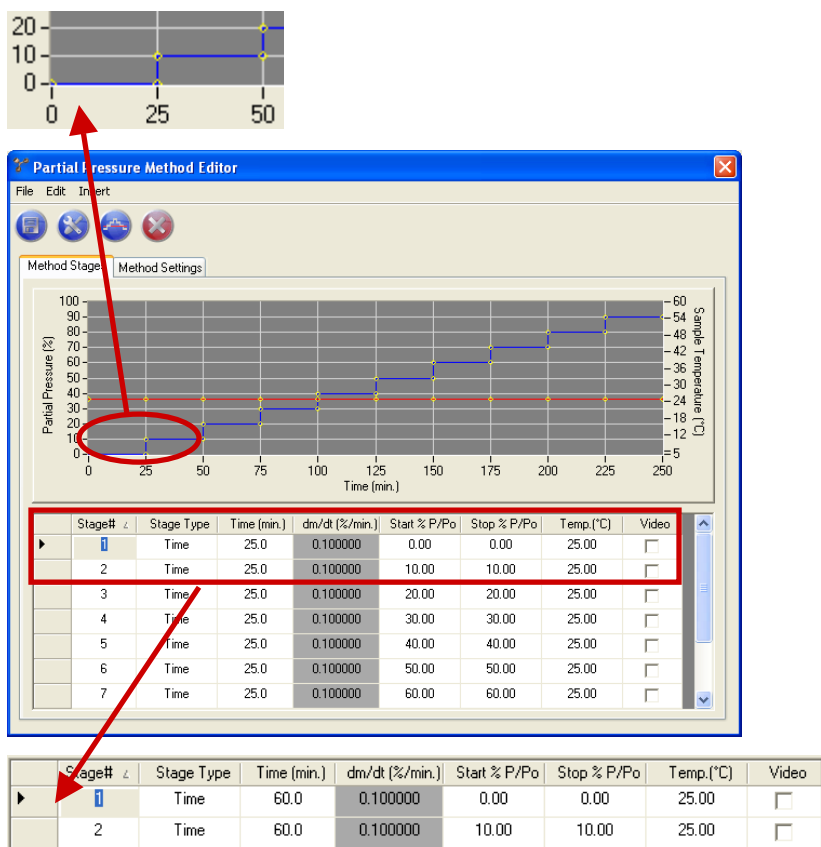 20
10
0
0 25 50
Partial Pressure Method Editor
File Edit Insert
Method Stages Method Settings
Partial Pressure (%)
100
90
80
70
60
50
40
30
20
10
0
60
54
48
42
36
30
24
18
12
5
Sample Temperature (°C)
0 25 50 75 100 125 150 175 200 225 250
Time (min.)
Stage# Stage Type Time (min.) dm/dt (%/min.) Start % P/Po Stop % P/Po Temp.(°C) Video
1 Time 25.0 0.100000 0.00 0.00 25.00
2 Time 25.0 0.100000 10.00 10.00 25.00
3 Time 25.0 0.100000 20.00 20.00 25.00
4 Time 25.0 0.100000 30.00 30.00 25.00
5 Time 25.0 0.100000 40.00 40.00 25.00
6 Time 25.0 0.100000 50.00 50.00 25.00
7 Time 25.0 0.100000 60.00 60.00 25.00
Stage# Stage Type Time (min.) dm/dt (%/min.) Start % P/Po Stop % P/Po Temp.(°C) Video
1 Time 60.0 0.100000 0.00 0.00 25.00
2 Time 60.0 0.100000 10.00 10.00 25.00